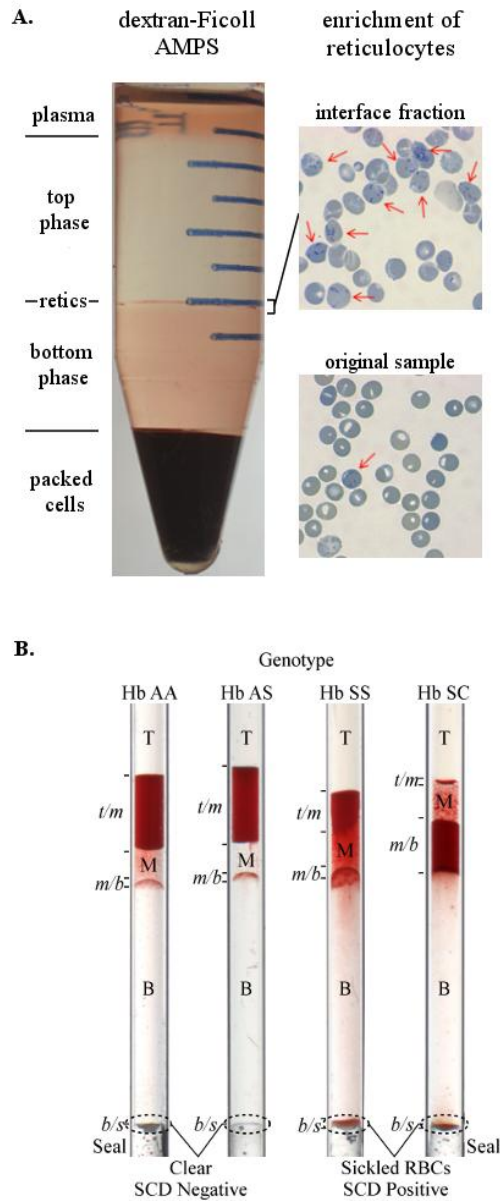 A.
dextran-Ficoll
AMPS
enrichment of
reticulocytes
plasma
top
phase
retics
bottom
phase
packed
cells
interface fraction
original sample
B.
Genotype
Hb AA Hb AS Hb SS Hb SC
T T T T
t/m t/m
M M M M
m/b m/b m/b
B B B B
b/s b/s b/s b/s
Seal Seal
Clear
SCD Negative
Sickled RBCs
SCD Positive